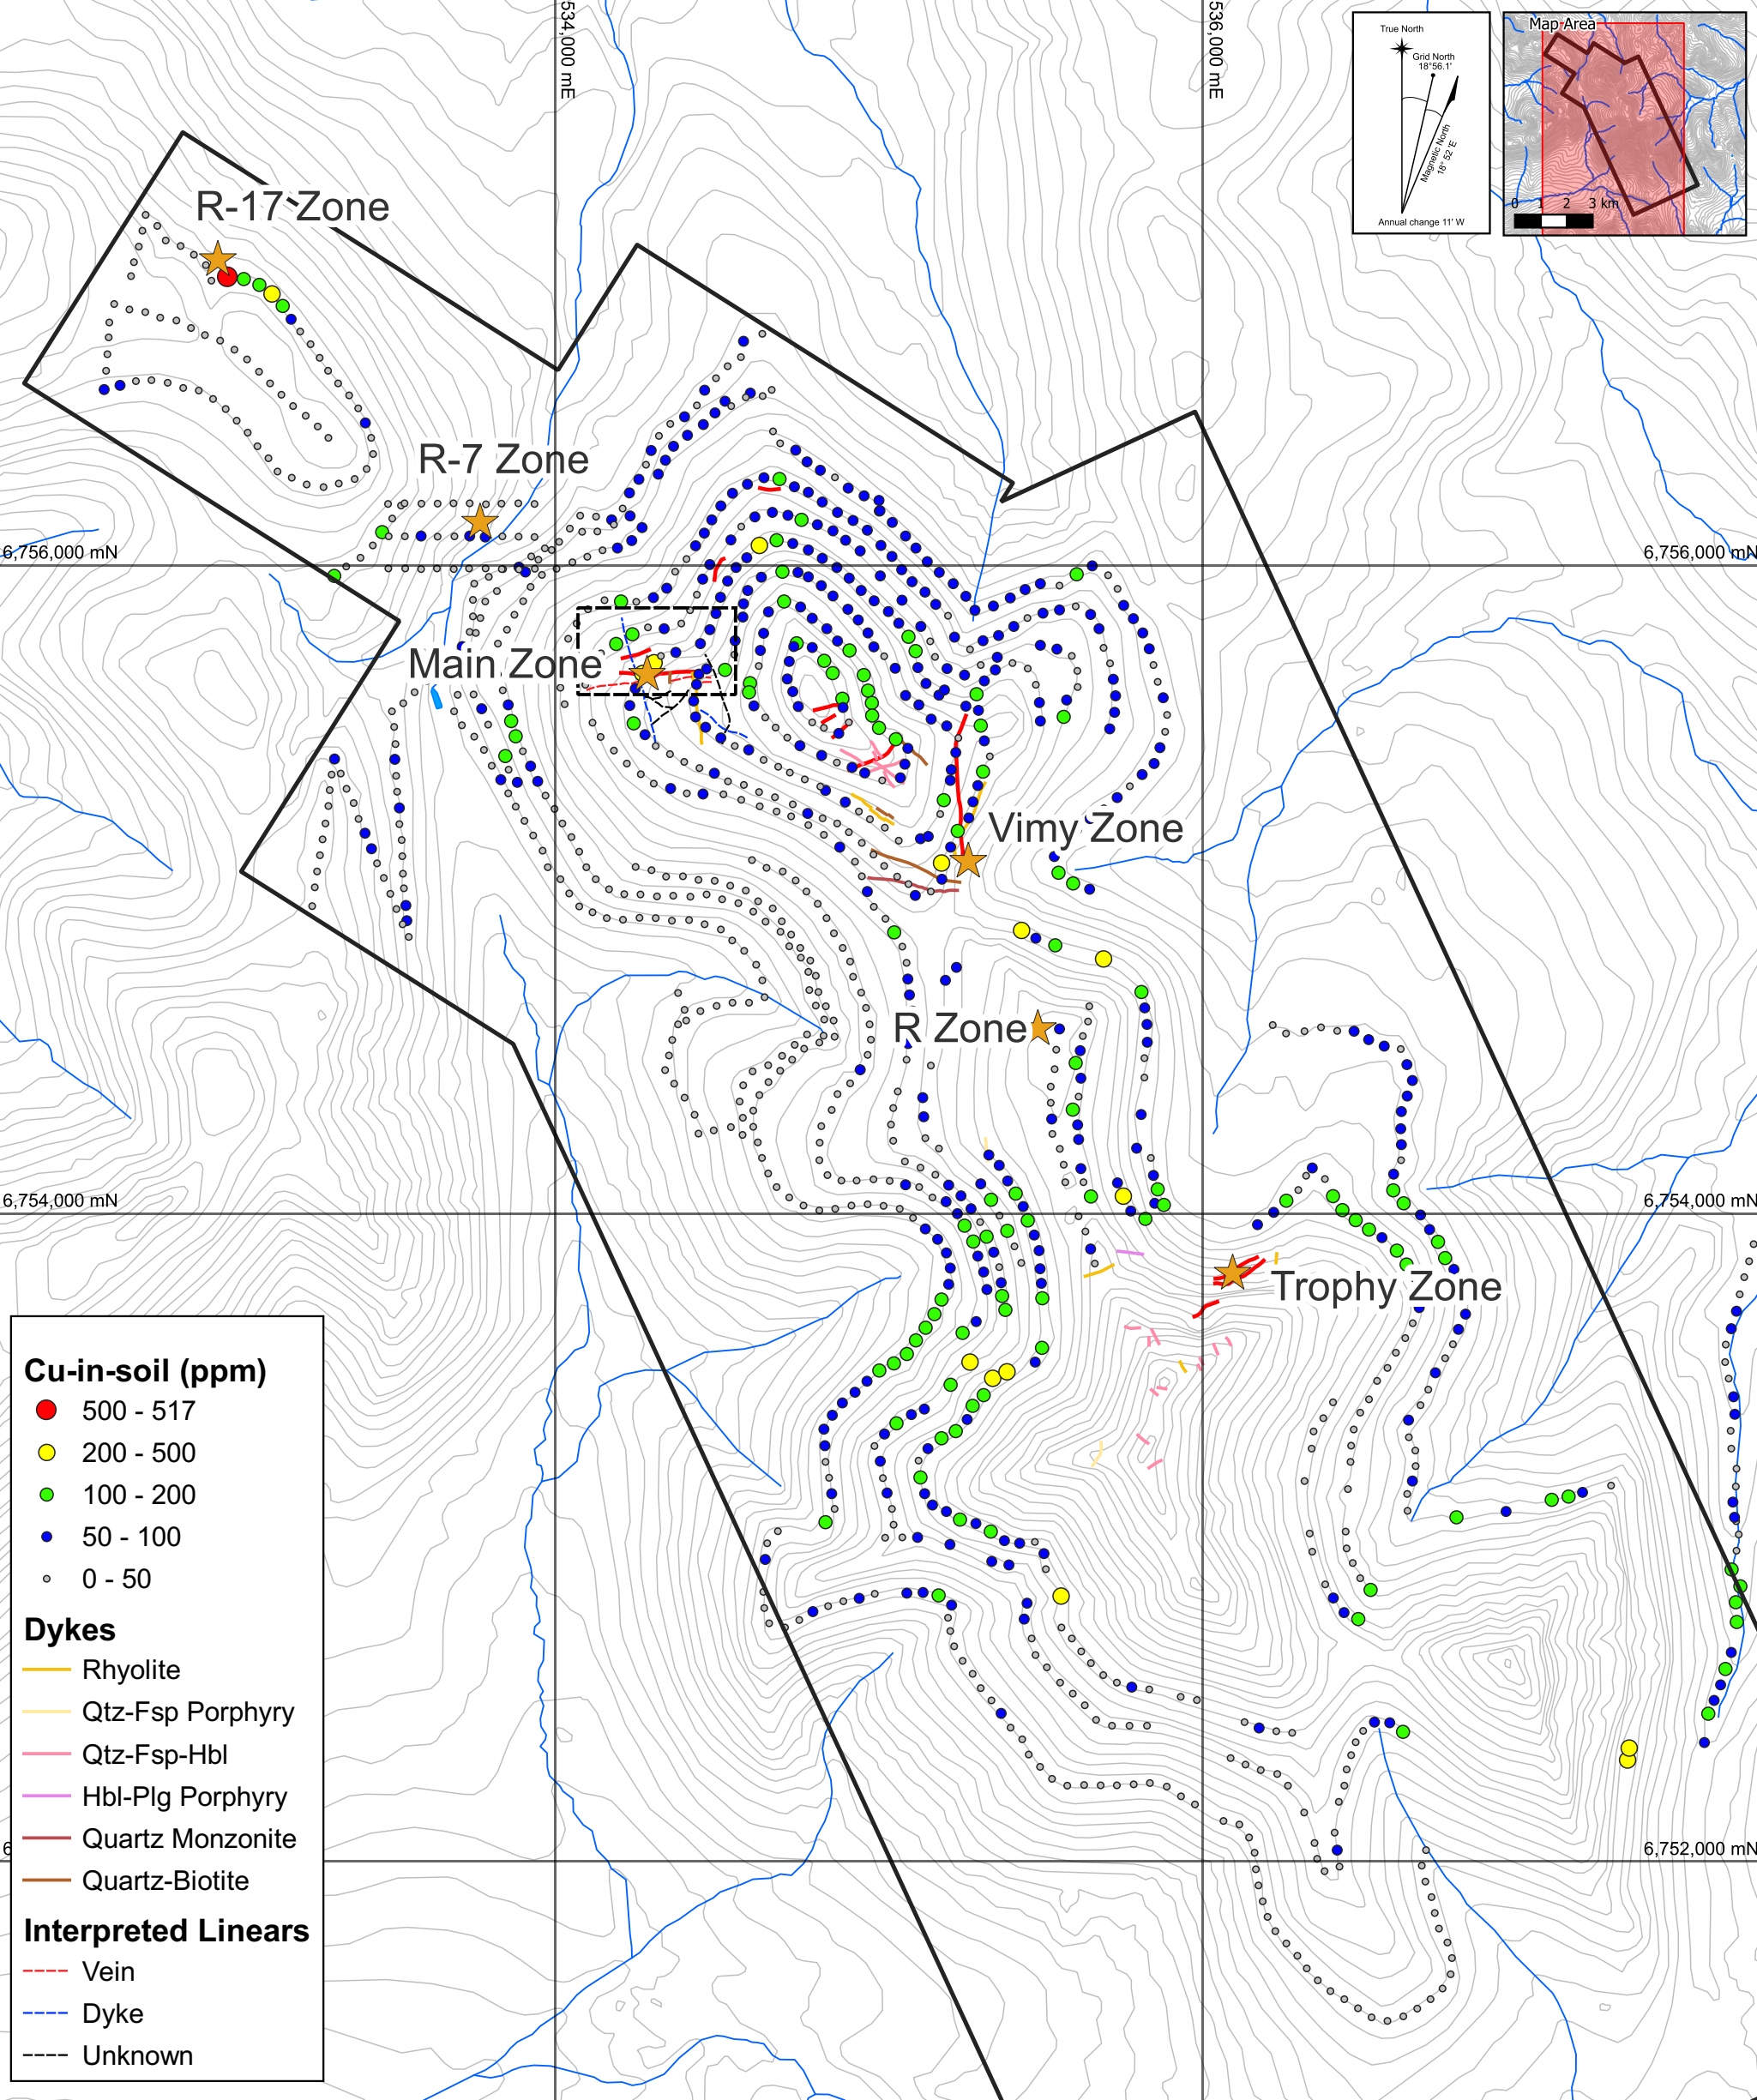 534,000 mE
536,000 mE
True North
Grid North
18°56.1'
Magnetic North
18° 52 'E
Annual change 11' W
Map Area
0 1 2 3 km
R-17 Zone
R-7 Zone
6,756,000 mN
6,756,000 mN
Main Zone
Vimy Zone
R Zone
6,754,000 mN
6,754,000 mN
Trophy Zone
Cu-in-soil (ppm)
500 - 517
200 - 500
100 - 200
50 - 100
0 - 50
Dykes
Rhyolite
Qtz-Fsp Porphyry
Qtz-Fsp-Hbl
Hbl-Plg Porphyry
Quartz Monzonite
Quartz-Biotite
6
6,752,000 mN
Interpreted Linears
Vein
Dyke
Unknown